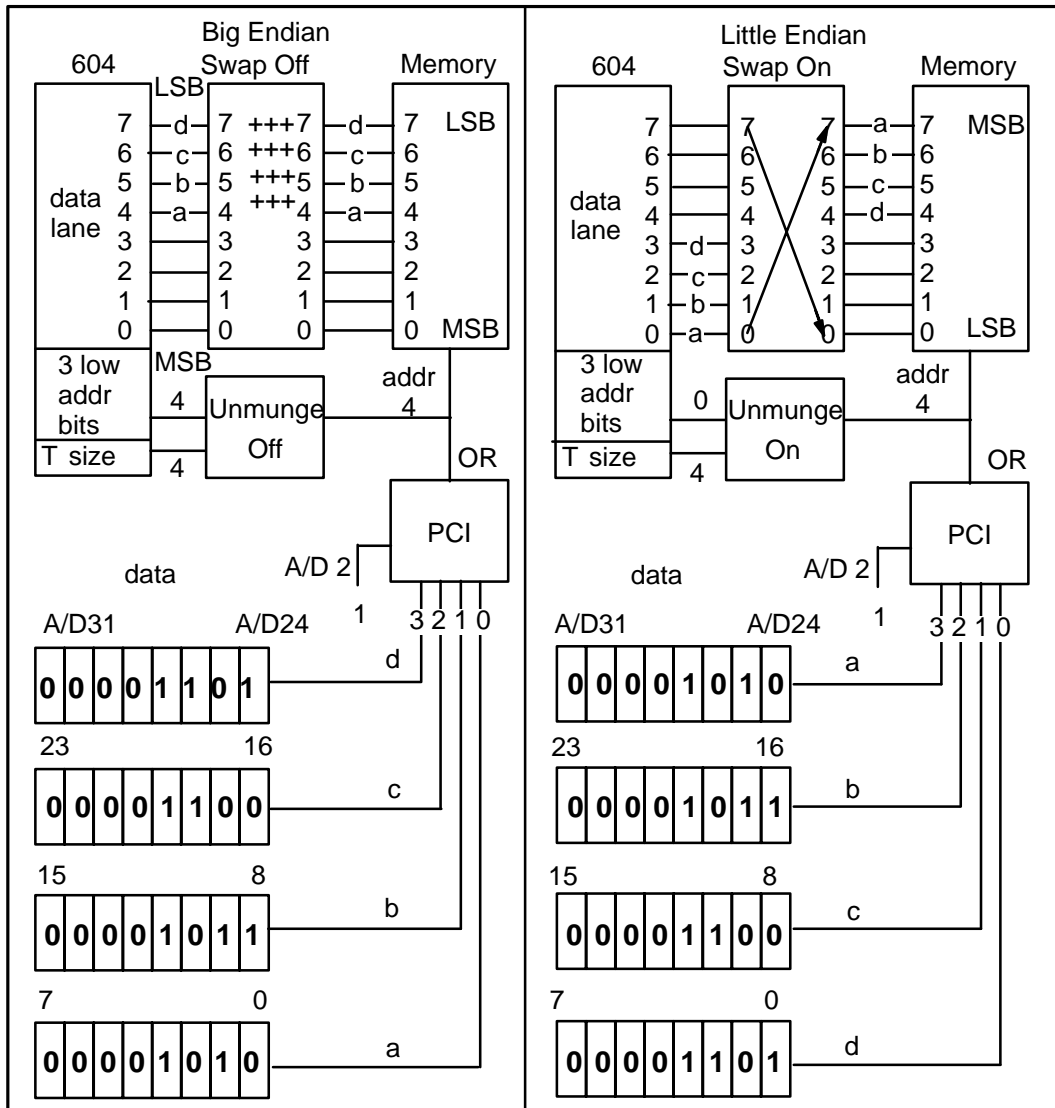 Big Endian
604 Swap Off Memory
LSB
7 d 7 +++ 7 d 7 LSB
6 c 6 +++ 6 c 6
data 5 b 5 +++ 5 b 5
lane 4 a 4 +++ 4 a 4
3 3 3 3
2 2 2 2
1 1 1 1
0 0 0 0 MSB
3 low MSB addr
addr 4 Unmunge 4
bits Off
T size 4
OR
PCI
A/D 2
data 1 3 2 1 0
A/D31 A/D24
0 0 0 0 1 1 0 1 d
23 16
0 0 0 0 1 1 0 0 c
15 8
0 0 0 0 1 0 1 1 b
7 0
0 0 0 0 1 0 1 0 a
Little Endian
604 Swap On Memory
7 7 7 a 7 MSB
6 6 6 b 6
data 5 5 5 c 5
lane 4 4 4 d 4
3 d 3 3 3
2 c 2 2 2
1 b 1 1 1
0 a 0 0 0 LSB
3 low addr
addr 0 Unmunge 4
bits On
T size 4
OR
PCI
A/D 2
data 1 3 2 1 0
A/D31 A/D24
0 0 0 0 1 0 1 0 a
23 16
0 0 0 0 1 0 1 1 b
15 8
0 0 0 0 1 1 0 0 c
7 0
0 0 0 0 1 1 0 1 d